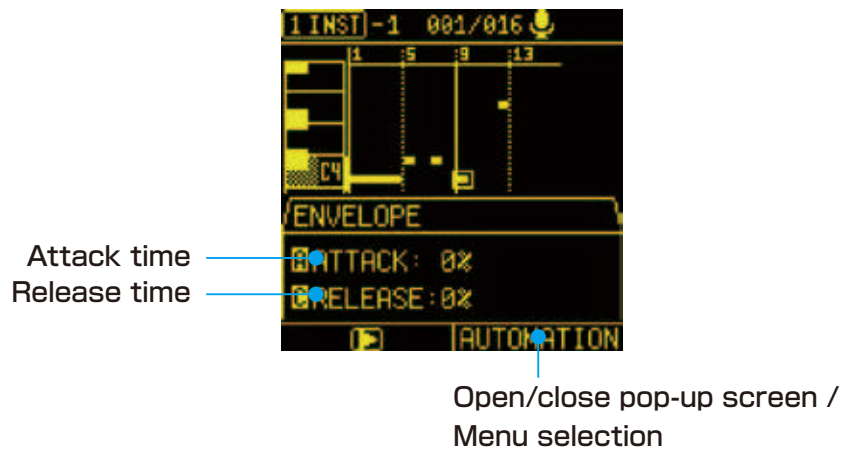 1 INST -1 001/016
1 5 9 13
C4
ENVELOPE
Attack time
A ATTACK: 0%
Release time
C RELEASE:0%
AUTOMATION
Open/close pop-up screen /
Menu selection